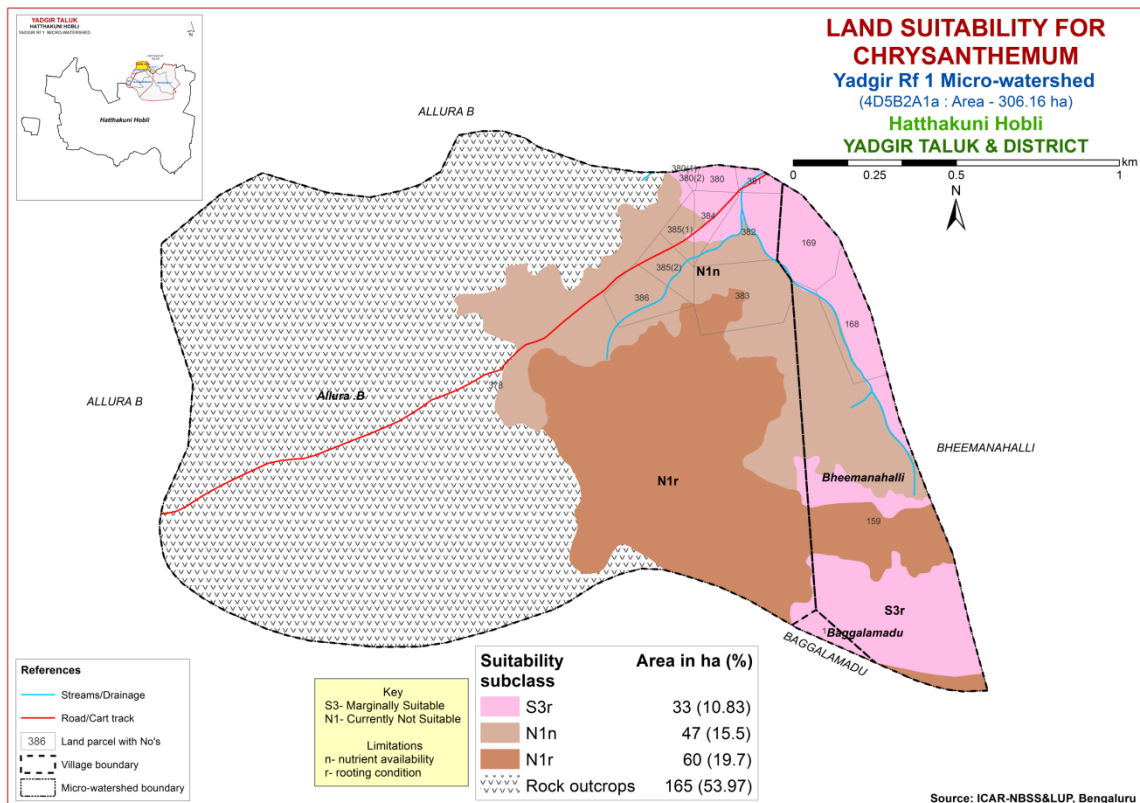 YADGIR TALUK
HATTHAKUNI HOBLI
YADGIR Rf1 MICRO-WATERSHED
N
Hatthakuni Hobli
LAND SUITABILITY FOR
CHRYSANTHEMUM
Yadgir Rf 1 Micro-watershed
(4D5B2A1a : Area - 306.16 ha)
Hatthakuni Hobli
YADGIR TALUK & DISTRICT
km
0 0.25 0.5 1
N
ALLURA B
380(1)
380(2)
380
381
384
385(1)
382
169
385(2)
N1n
386
383
168
378
Allura .B
ALLURA B
BHEEMANAHALLI
N1r
Bheemanahalli
159
S3r
Baggalamadu
BAGGALAMADU
References
Streams/Drainage
Road/Cart track
386 Land parcel with No's
Village boundary
Micro-watershed boundary
Key
S3- Marginally Suitable
N1- Currently Not Suitable
Limitations
n- nutrient availability
r- rooting condition
Suitability subclass Area in ha (%)
S3r 33 (10.83)
N1n 47 (15.5)
N1r 60 (19.7)
Rock outcrops 165 (53.97)
Source: ICAR-NBSS&LUP, Bengaluru